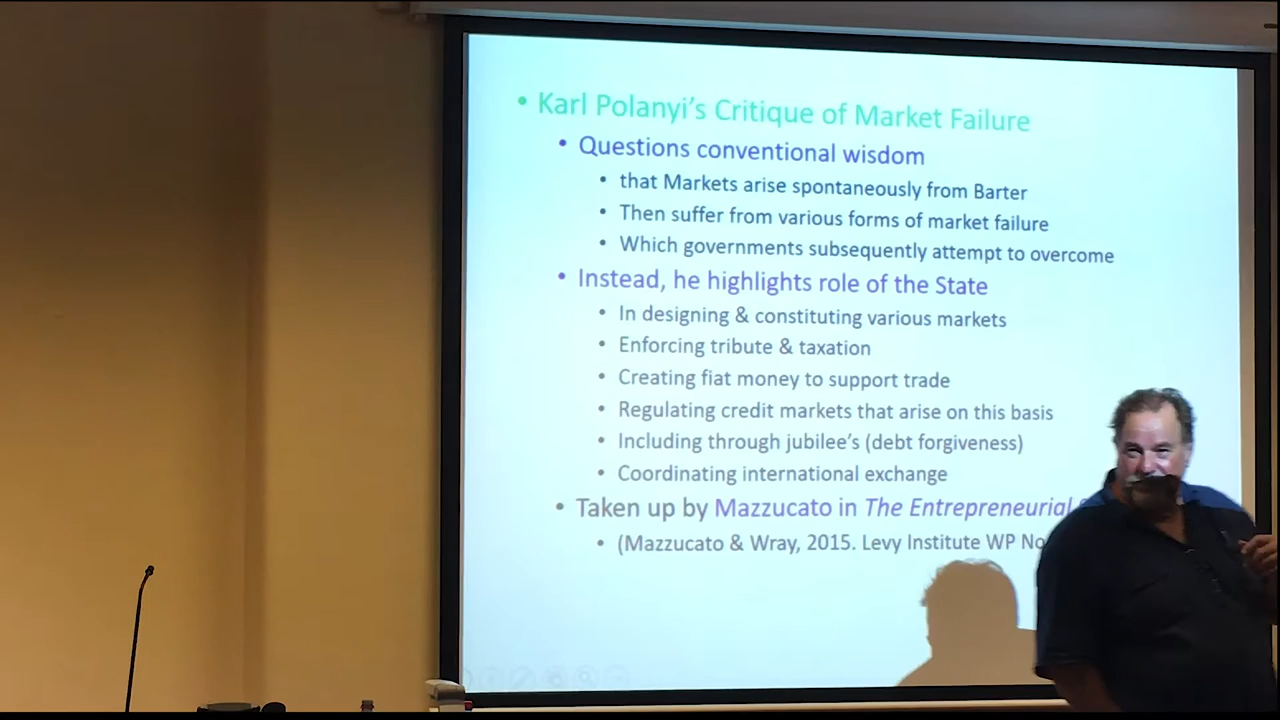 • Karl Polanyi's Critique of Market Failure
• Questions conventional wisdom
• that Markets arise spontaneously from Barter
• Then suffer from various forms of market failure
• Which governments subsequently attempt to overcome
• Instead, he highlights role of the State
• In designing & constituting various markets
• Enforcing tribute & taxation
• Creating fiat money to support trade
• Regulating credit markets that arise on this basis
• Including through jubilee's (debt forgiveness)
• Coordinating international exchange
• Taken up by Mazzucato in The Entrepreneurial
• (Mazzucato & Wray, 2015. Levy Institute WP No